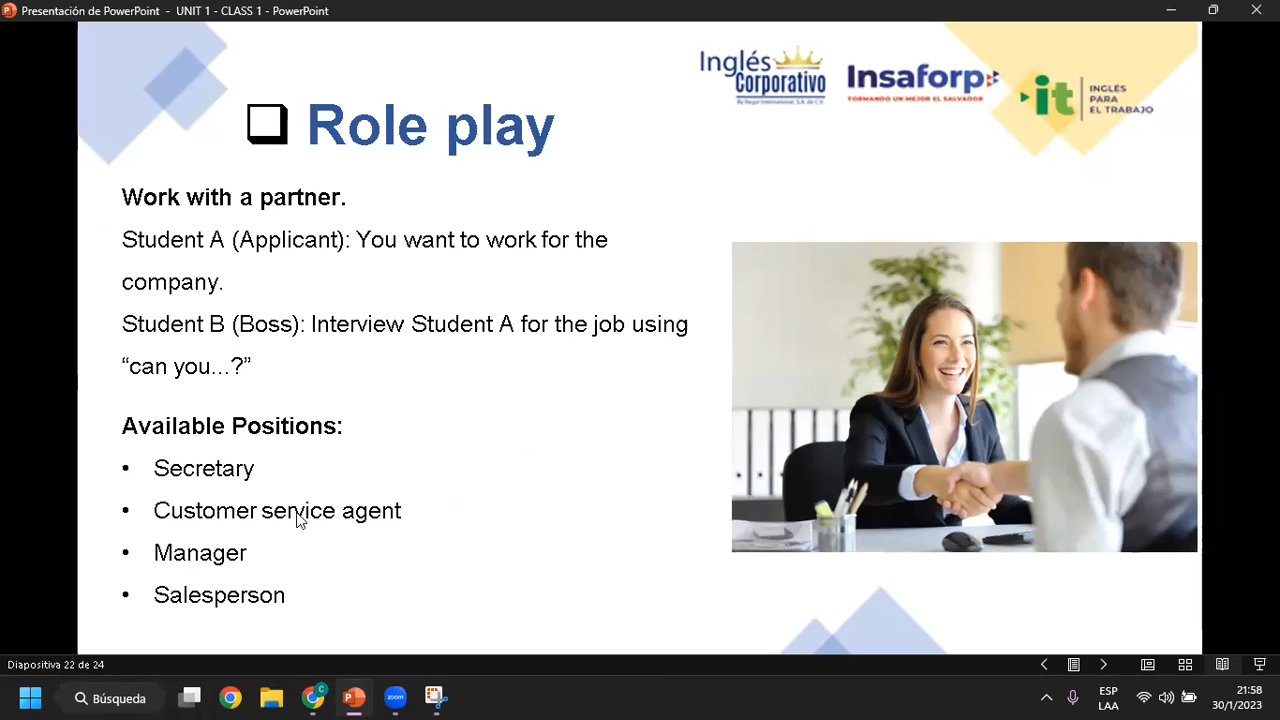 Presentación de PowerPoint - UNIT 1 - CLASS 1 - PowerPoint
Inglés
Corporativo
Insaforp
FORMANDO UN MEJOR EL SALVADOR
it
INGLÉS
PARA
EL TRABAJO
Role play
Work with a partner.
Student A (Applicant): You want to work for the
company.
Student B (Boss): Interview Student A for the job using
“can you...?”
Available Positions:
• Secretary
• Customer service agent
• Manager
• Salesperson
Diapositiva 22 de 24
Búsqueda
zoom
ESP
LAA
21:58
30/1/2023